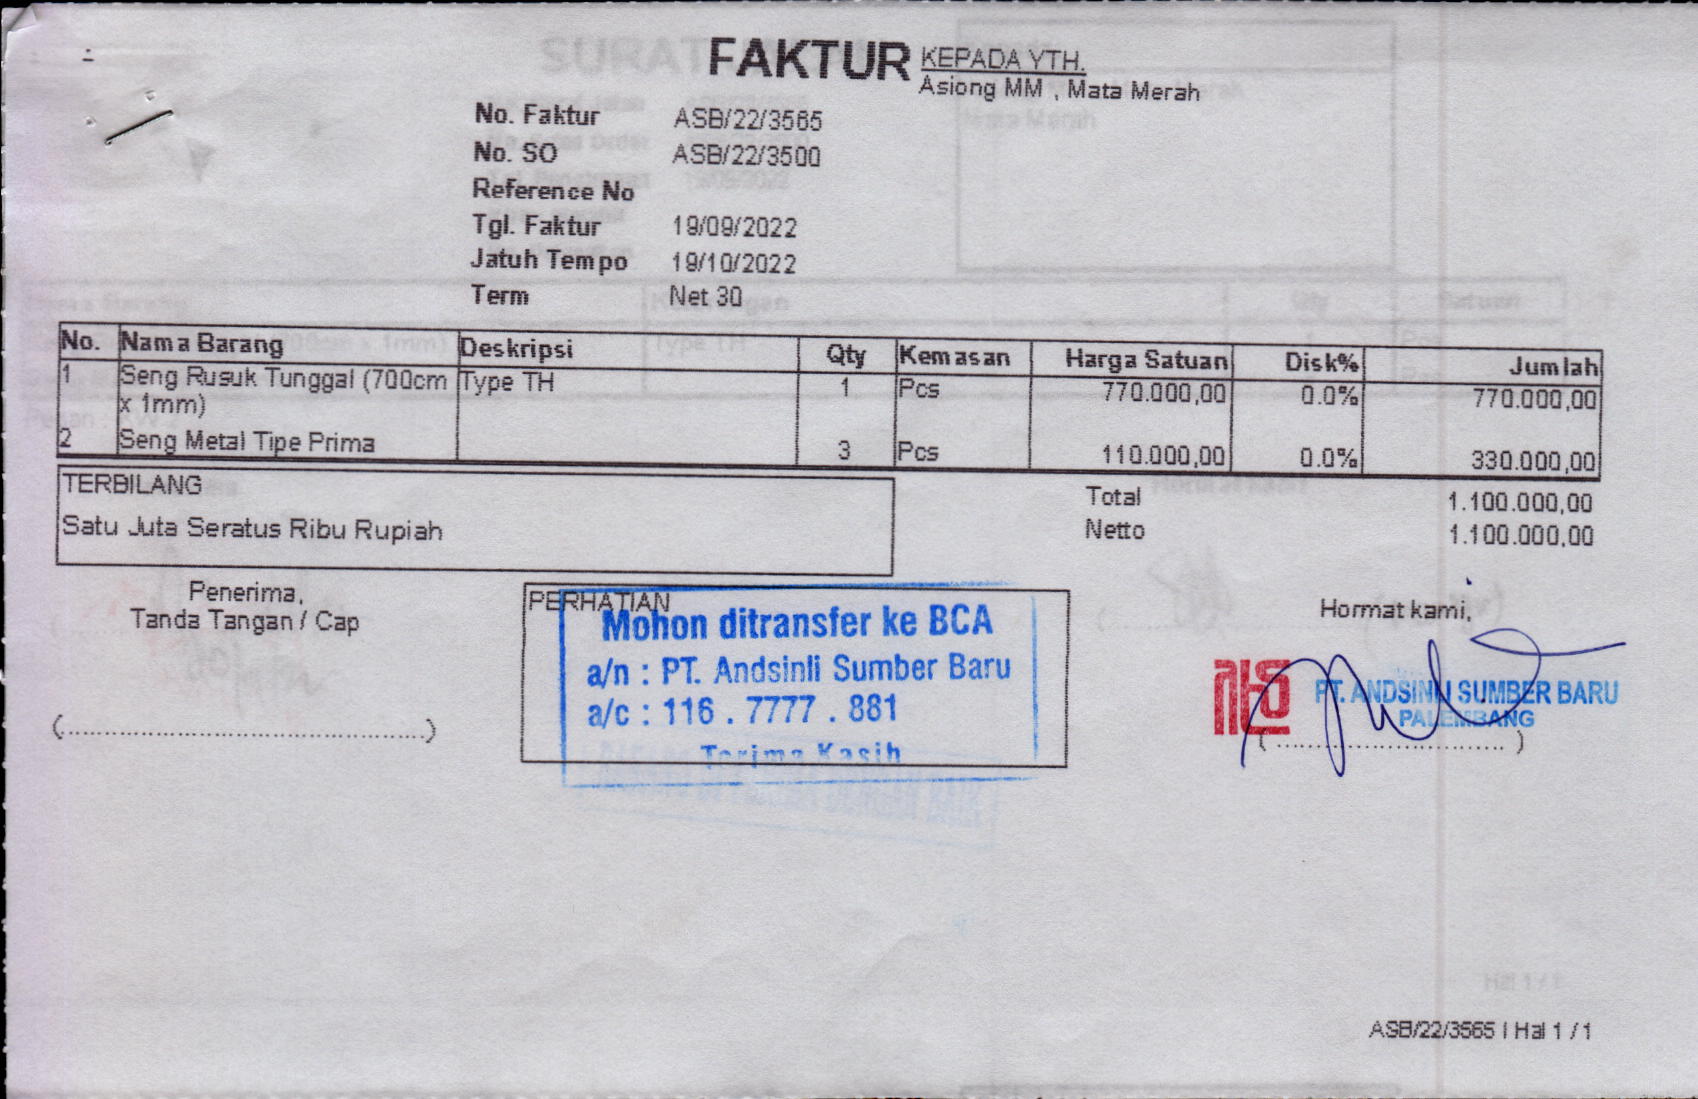 FAKTUR
KEPADA YTH.
Asiong MM , Mata Merah
No. Faktur ASB/22/3565
No. SO ASB/22/3500
Reference No
Tgl. Faktur 19/09/2022
Jatuh Tempo 19/10/2022
Term Net 30
No. Nama Barang Deskripsi Qty Kemasan Harga Satuan Disk% Jumlah
1 Seng Rusuk Tunggal (700cm Type TH 1 Pcs 770.000,00 0.0% 770.000,00
x 1mm)
2 Seng Metal Tipe Prima 3 Pcs 110.000,00 0.0% 330.000,00
TERBILANG
Satu Juta Seratus Ribu Rupiah
Total 1.100.000,00
Netto 1.100.000,00
Penerima,
Tanda Tangan / Cap
(..........................................)
PERHATIAN
Mohon ditransfer ke BCA
a/n : PT. Andsinli Sumber Baru
a/c : 116 . 7777 . 881
Terima Kasih
Hormat kami,
PT. ANDSINLI SUMBER BARU
PALEMBANG
( ............................ )
ASB/22/3565 | Hal 1 / 1